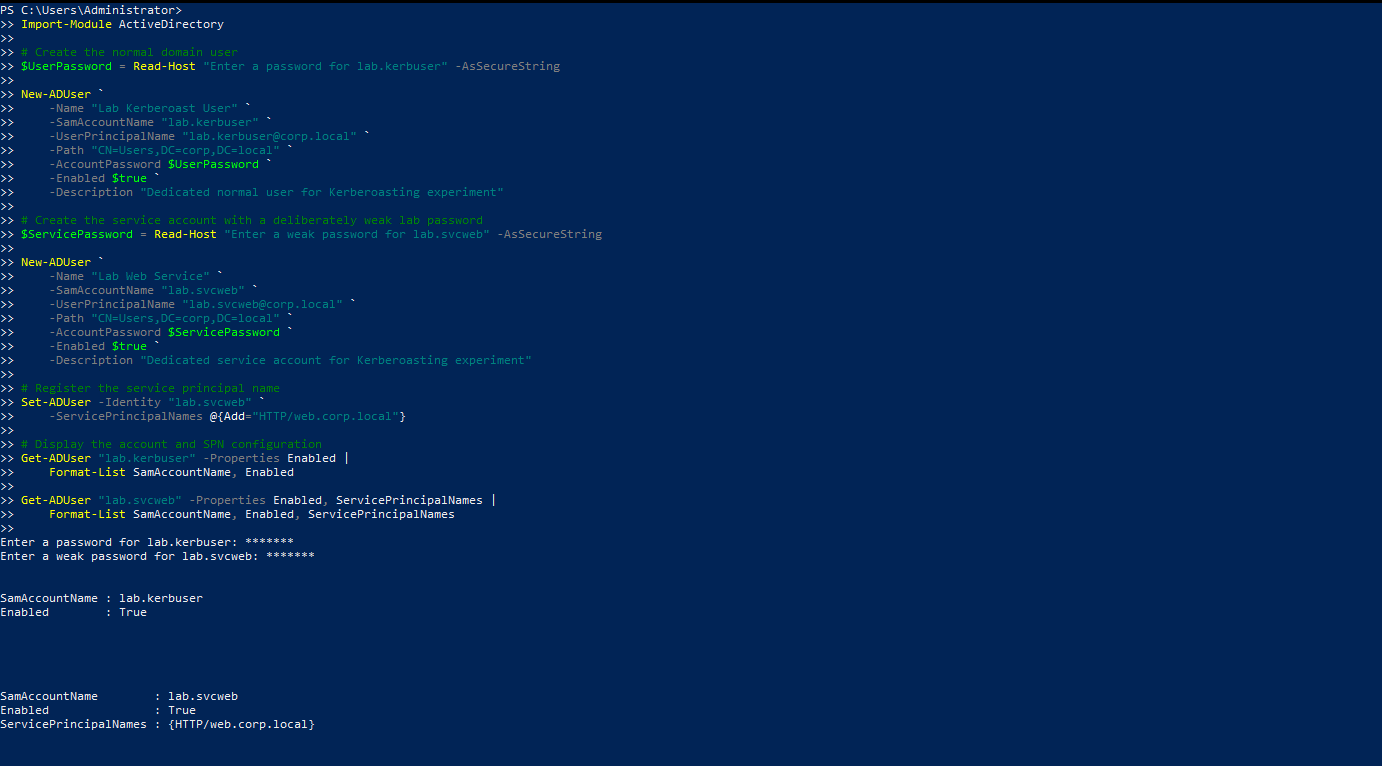 PS C:\Users\Administrator>
>> Import-Module ActiveDirectory
>>
>> # Create the normal domain user
>> $UserPassword = Read-Host "Enter a password for lab.kerbuser" -AsSecureString
>>
>> New-ADUser `
>>     -Name "Lab Kerberoast User" `
>>     -SamAccountName "lab.kerbuser" `
>>     -UserPrincipalName "lab.kerbuser@corp.local" `
>>     -Path "CN=Users,DC=corp,DC=local" `
>>     -AccountPassword $UserPassword `
>>     -Enabled $true `
>>     -Description "Dedicated normal user for Kerberoasting experiment"
>>
>> # Create the service account with a deliberately weak lab password
>> $ServicePassword = Read-Host "Enter a weak password for lab.svcweb" -AsSecureString
>>
>> New-ADUser `
>>     -Name "Lab Web Service" `
>>     -SamAccountName "lab.svcweb" `
>>     -UserPrincipalName "lab.svcweb@corp.local" `
>>     -Path "CN=Users,DC=corp,DC=local" `
>>     -AccountPassword $ServicePassword `
>>     -Enabled $true `
>>     -Description "Dedicated service account for Kerberoasting experiment"
>>
>> # Register the service principal name
>> Set-ADUser -Identity "lab.svcweb" `
>>     -ServicePrincipalNames @{Add="HTTP/web.corp.local"}
>>
>> # Display the account and SPN configuration
>> Get-ADUser "lab.kerbuser" -Properties Enabled |
>>     Format-List SamAccountName, Enabled
>>
>> Get-ADUser "lab.svcweb" -Properties Enabled, ServicePrincipalNames |
>>     Format-List SamAccountName, Enabled, ServicePrincipalNames
>>
Enter a password for lab.kerbuser: *******
Enter a weak password for lab.svcweb: *******
SamAccountName : lab.kerbuser
Enabled        : True
SamAccountName        : lab.svcweb
Enabled               : True
ServicePrincipalNames : {HTTP/web.corp.local}